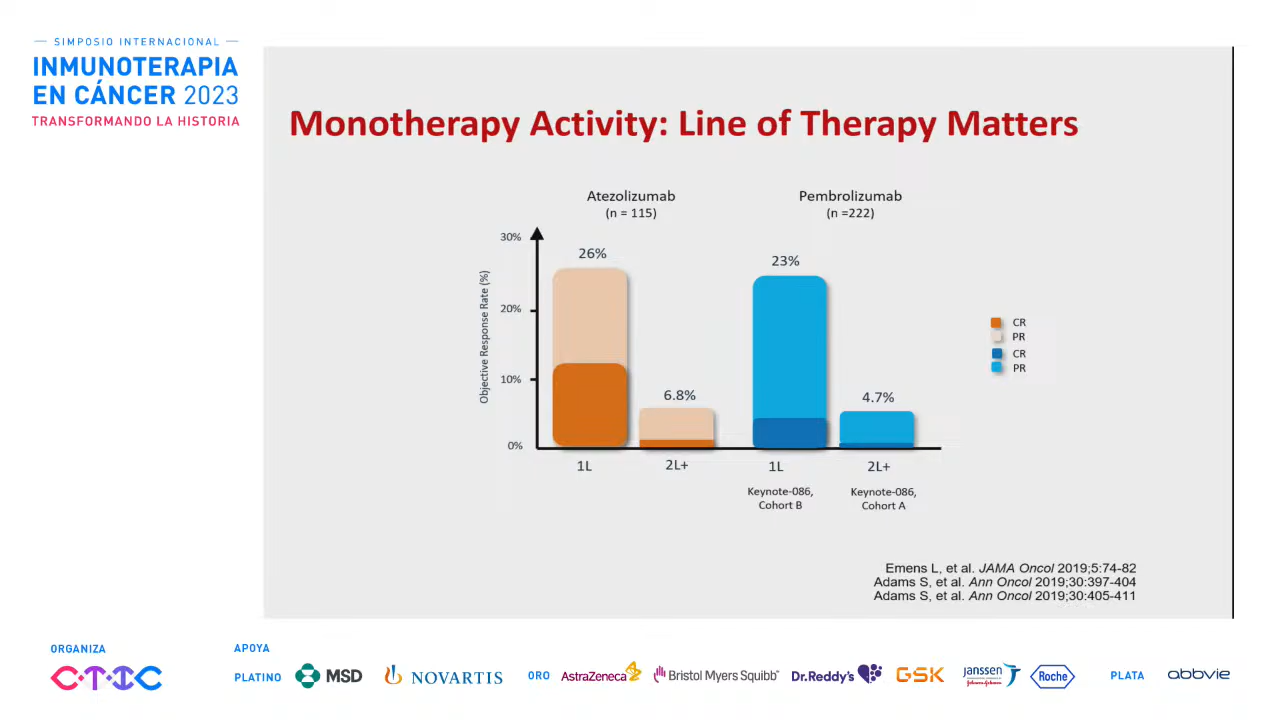 SIMPOSIO INTERNACIONAL
INMUNOTERAPIA
EN CÁNCER 2023
TRANSFORMANDO LA HISTORIA
Monotherapy Activity: Line of Therapy Matters
Atezolizumab
(n = 115)
Pembrolizumab
(n =222)
Objective Response Rate (%)
30%
20%
10%
0%
26%
6.8%
23%
4.7%
1L
2L+
1L
2L+
Keynote-086,
Cohort B
Keynote-086,
Cohort A
CR
PR
CR
PR
Emens L, et al. JAMA Oncol 2019;5:74-82
Adams S, et al. Ann Oncol 2019;30:397-404
Adams S, et al. Ann Oncol 2019;30:405-411
ORGANIZA
CTIC
APOYA
PLATINO
MSD
NOVARTIS
ORO
AstraZeneca
Bristol Myers Squibb™
Dr.Reddy's
GSK
Janssen
Johnson&Johnson
Roche
PLATA
abbvie